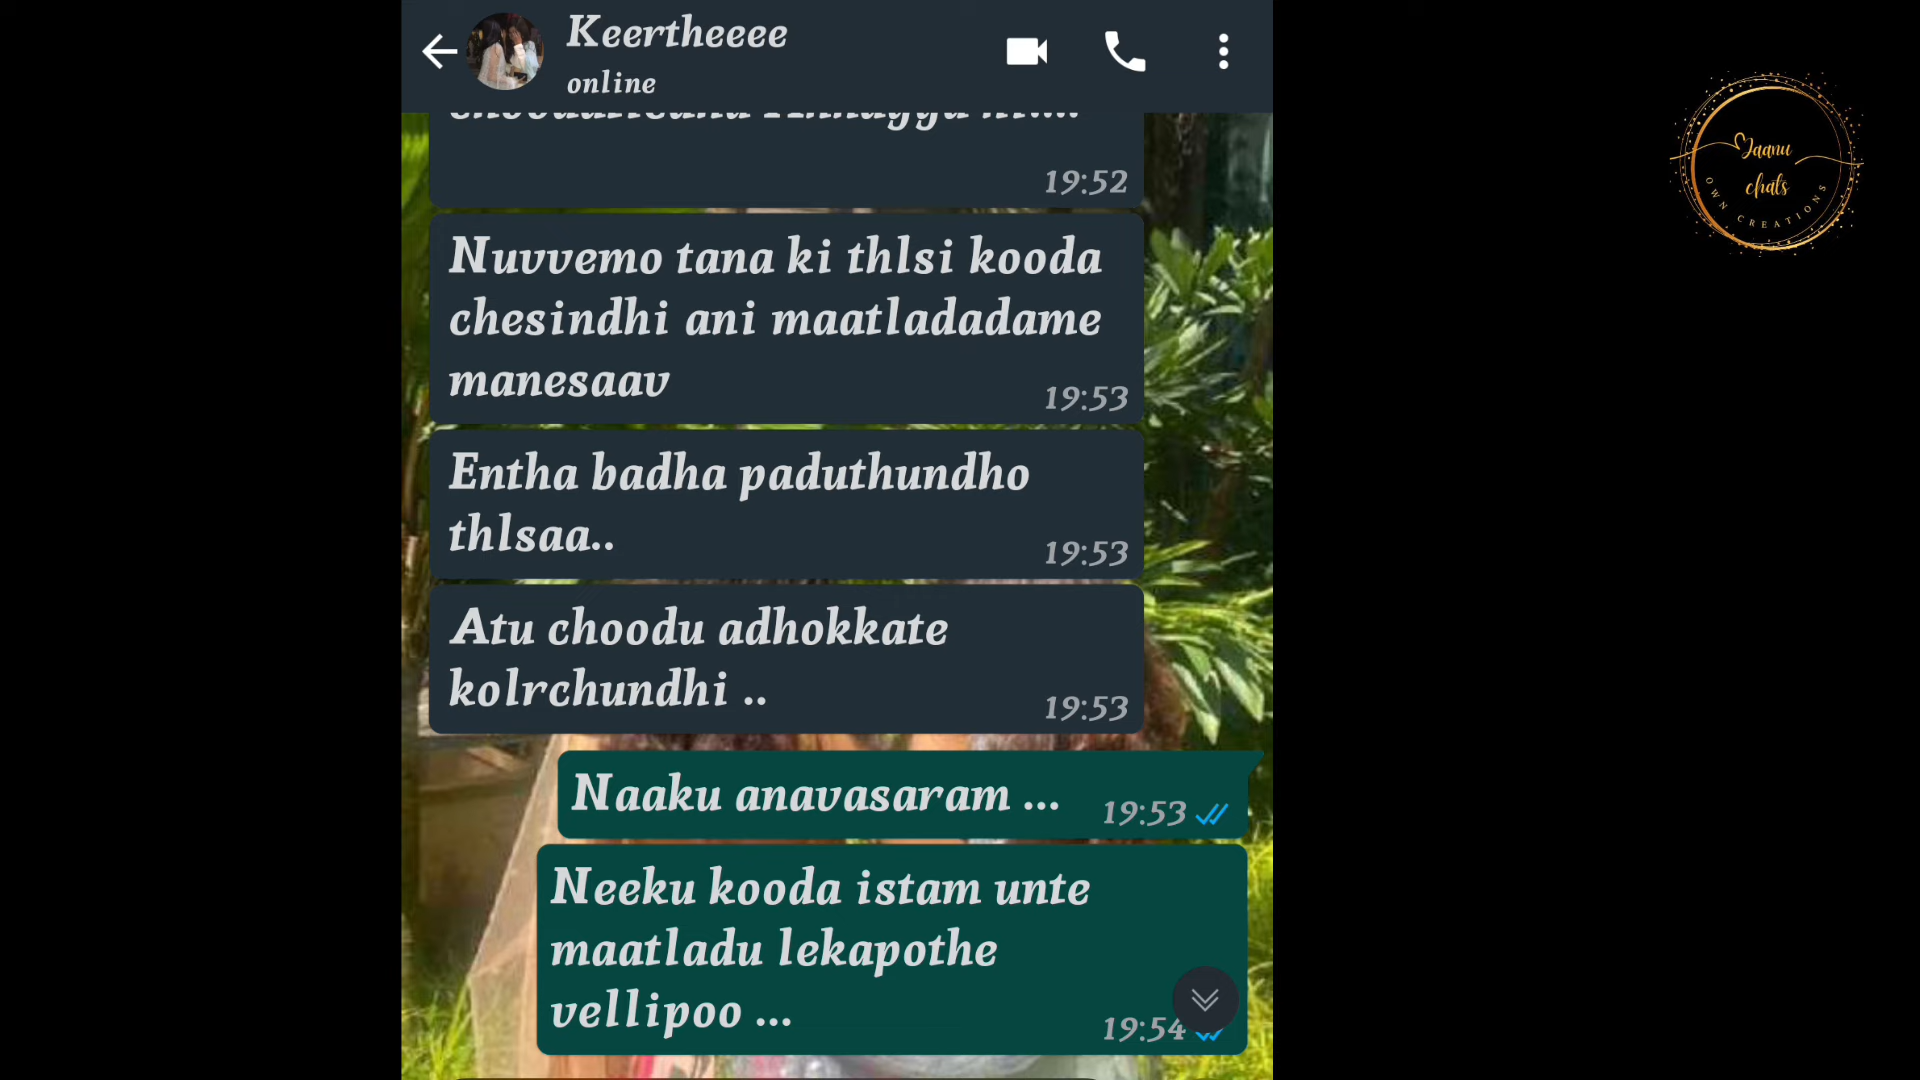 Keertheeee
online
19:52
Nuvvemo tana ki thlsi kooda
chesindhi ani maatladadame
manesaav
19:53
Entha badha paduthundho
thlsaa..
19:53
Atu choodu adhokkate
kolrchundhi ..
19:53
Naaku anavasaram ...
19:53
Neeku kooda istam unte
maatladu lekapothe
vellipoo ...
19:54
Jaanu
chats
OWN CREATIONS